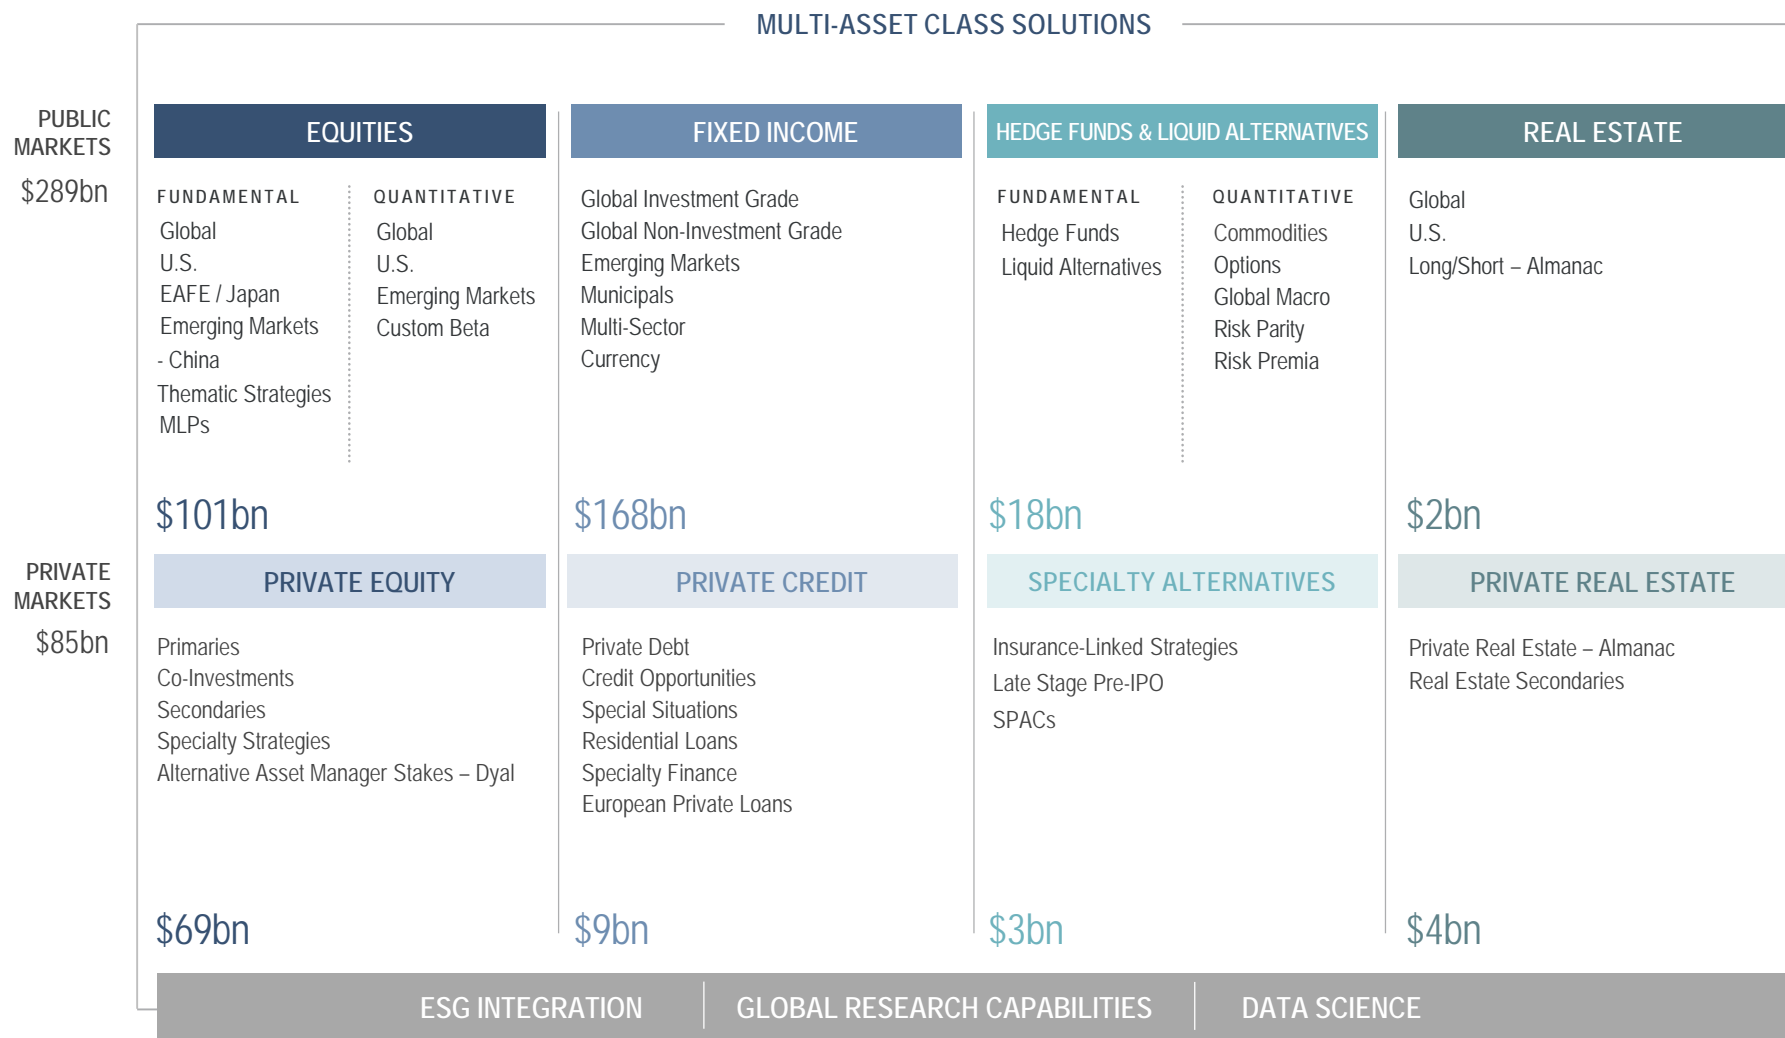 MULTI-ASSET CLASS SOLUTIONS
PUBLIC
MARKETS
$289bn
EQUITIES
FUNDAMENTAL
Global
U.S.
EAFE / Japan
Emerging Markets
- China
Thematic Strategies
MLPs
QUANTITATIVE
Global
U.S.
Emerging Markets
Custom Beta
$101bn
FIXED INCOME
Global Investment Grade
Global Non-Investment Grade
Emerging Markets
Municipals
Multi-Sector
Currency
$168bn
HEDGE FUNDS & LIQUID ALTERNATIVES
FUNDAMENTAL
Hedge Funds
Liquid Alternatives
QUANTITATIVE
Commodities
Options
Global Macro
Risk Parity
Risk Premia
$18bn
REAL ESTATE
Global
U.S.
Long/Short – Almanac
$2bn
PRIVATE
MARKETS
$85bn
PRIVATE EQUITY
Primaries
Co-Investments
Secondaries
Specialty Strategies
Alternative Asset Manager Stakes – Dyal
$69bn
PRIVATE CREDIT
Private Debt
Credit Opportunities
Special Situations
Residential Loans
Specialty Finance
European Private Loans
$9bn
SPECIALTY ALTERNATIVES
Insurance-Linked Strategies
Late Stage Pre-IPO
SPACs
$3bn
PRIVATE REAL ESTATE
Private Real Estate – Almanac
Real Estate Secondaries
$4bn
ESG INTEGRATION
GLOBAL RESEARCH CAPABILITIES
DATA SCIENCE